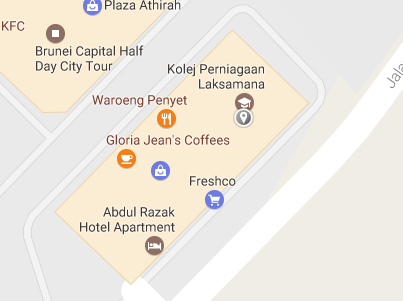 Plaza Athirah
KFC
Brunei Capital Half
Day City Tour
Kolej Perniagaan
Laksamana
Waroeng Penyet
Gloria Jean's Coffees
Freshco
Abdul Razak
Hotel Apartment
Jala